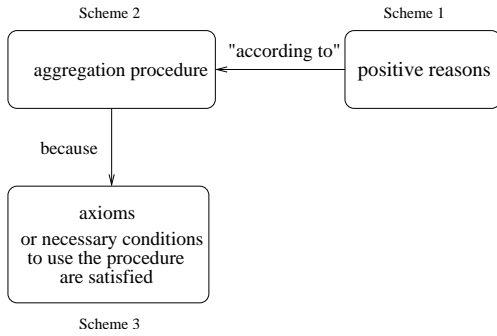 Scheme 2
Scheme 1
aggregation procedure
"according to"
positive reasons
because
axioms
or necessary conditions
to use the procedure
are satisfied
Scheme 3